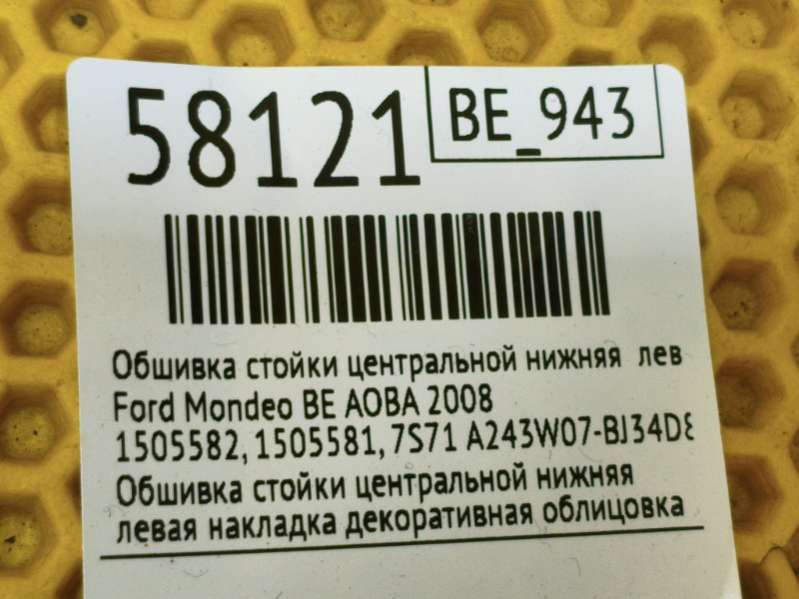 58121
BE_943
Обшивка стойки центральной нижняя лев
Ford Mondeo BE AOBA 2008
1505582, 1505581, 7S71 A243W07-BJ34D8
Обшивка стойки центральной нижняя
левая накладка декоративная облицовка